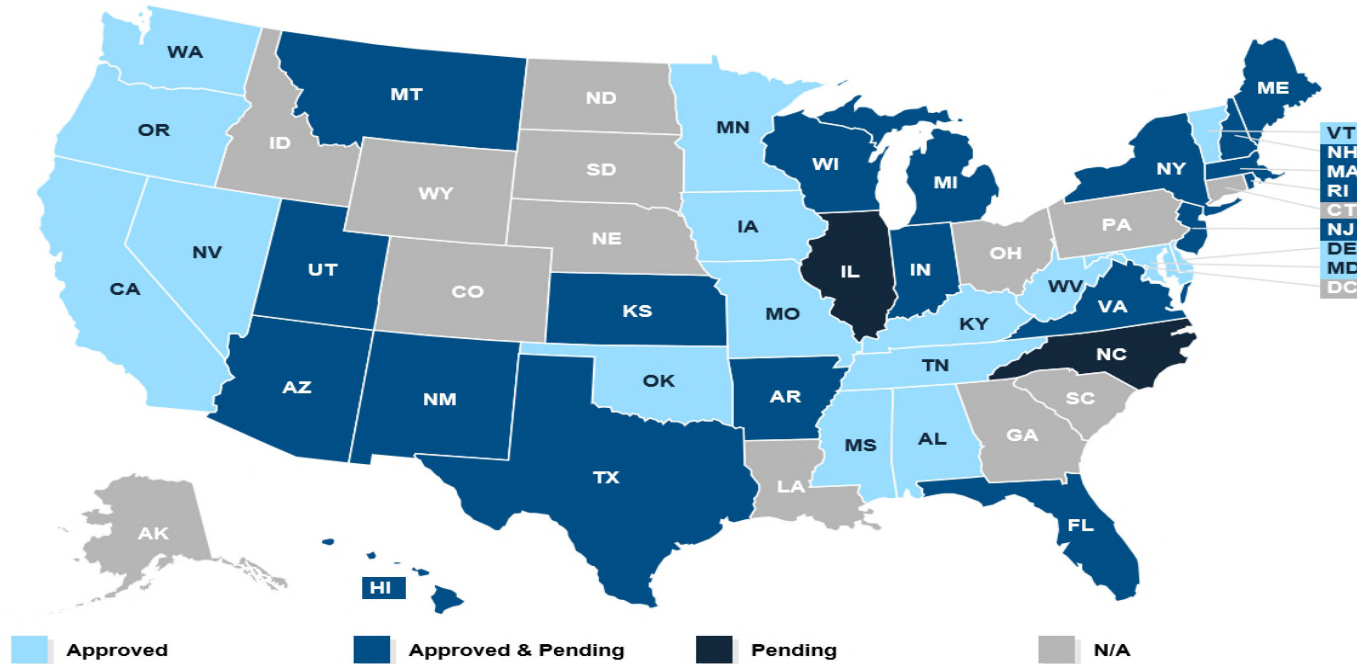 WA
MT
ND
MN
ME
OR
ID
SD
WI
MI
NY
VT
NH
MA
RI
CT
NJ
DE
MD
DC
WY
NE
IA
PA
NV
UT
CO
KS
MO
IL
IN
OH
WV
VA
CA
KY
NC
AZ
NM
OK
AR
TN
SC
TX
LA
MS
AL
GA
AK
HI
FL
Approved
Approved & Pending
Pending
N/A